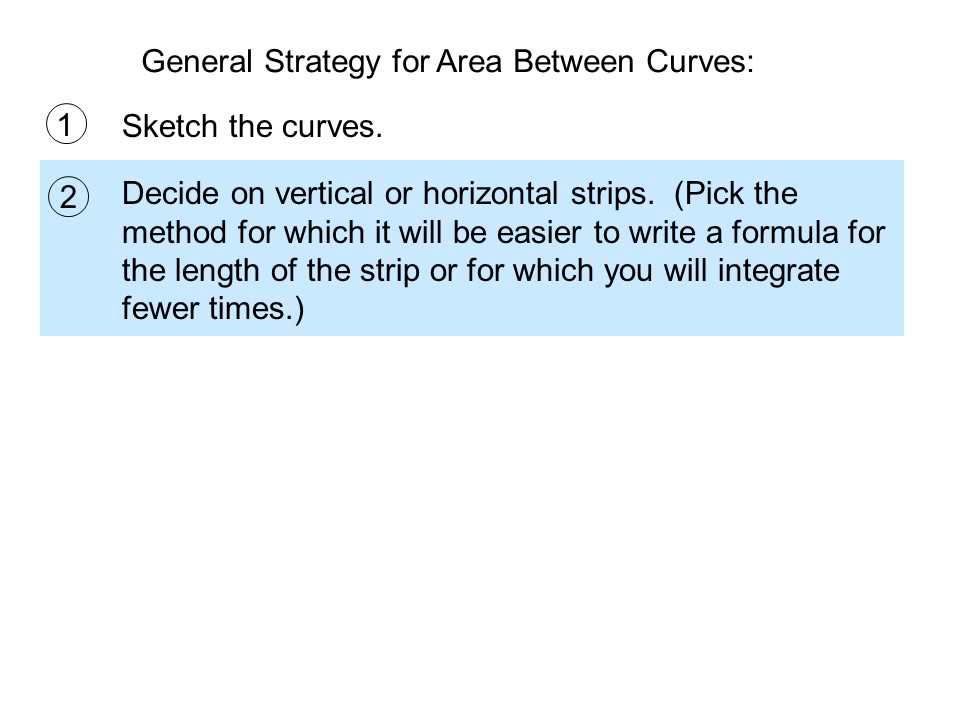 General Strategy for Area Between Curves:
1 Sketch the curves.
2 Decide on vertical or horizontal strips. (Pick the
method for which it will be easier to write a formula for
the length of the strip or for which you will integrate
fewer times.)